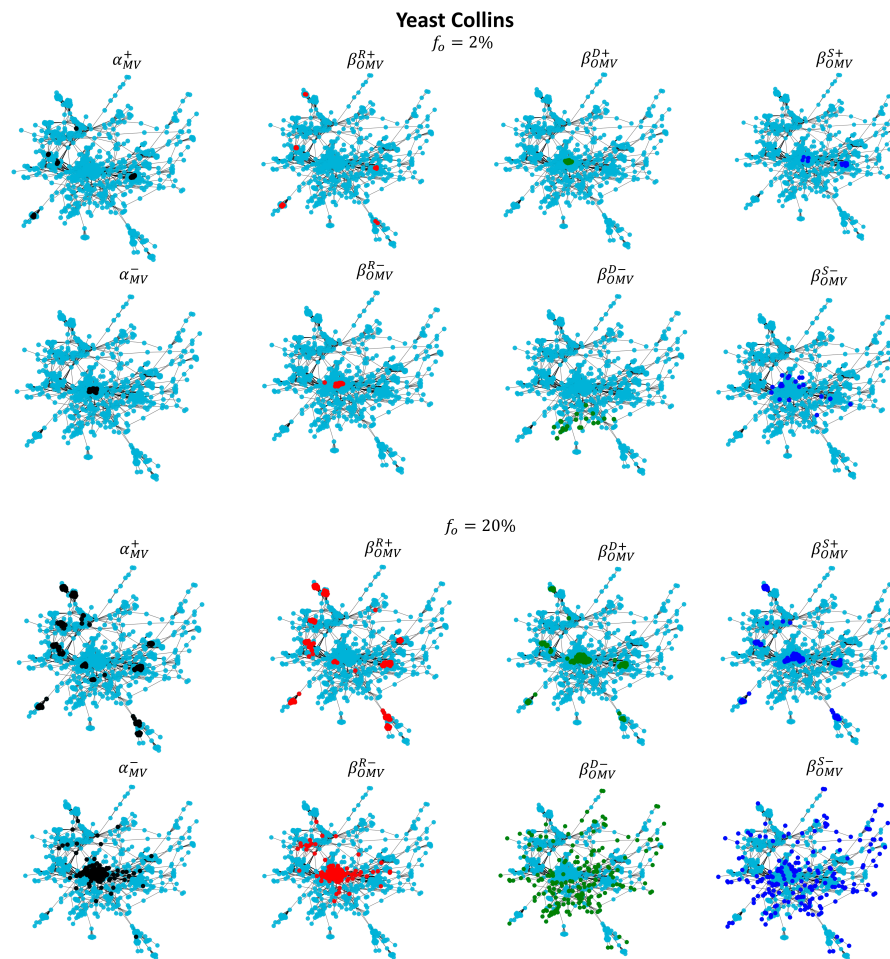 Yeast Collins
f_o = 2%
α_MV^+ β_OMV^R+ β_OMV^D+ β_OMV^S+
α_MV^− β_OMV^R− β_OMV^D− β_OMV^S−
f_o = 20%
α_MV^+ β_OMV^R+ β_OMV^D+ β_OMV^S+
α_MV^− β_OMV^R− β_OMV^D− β_OMV^S−